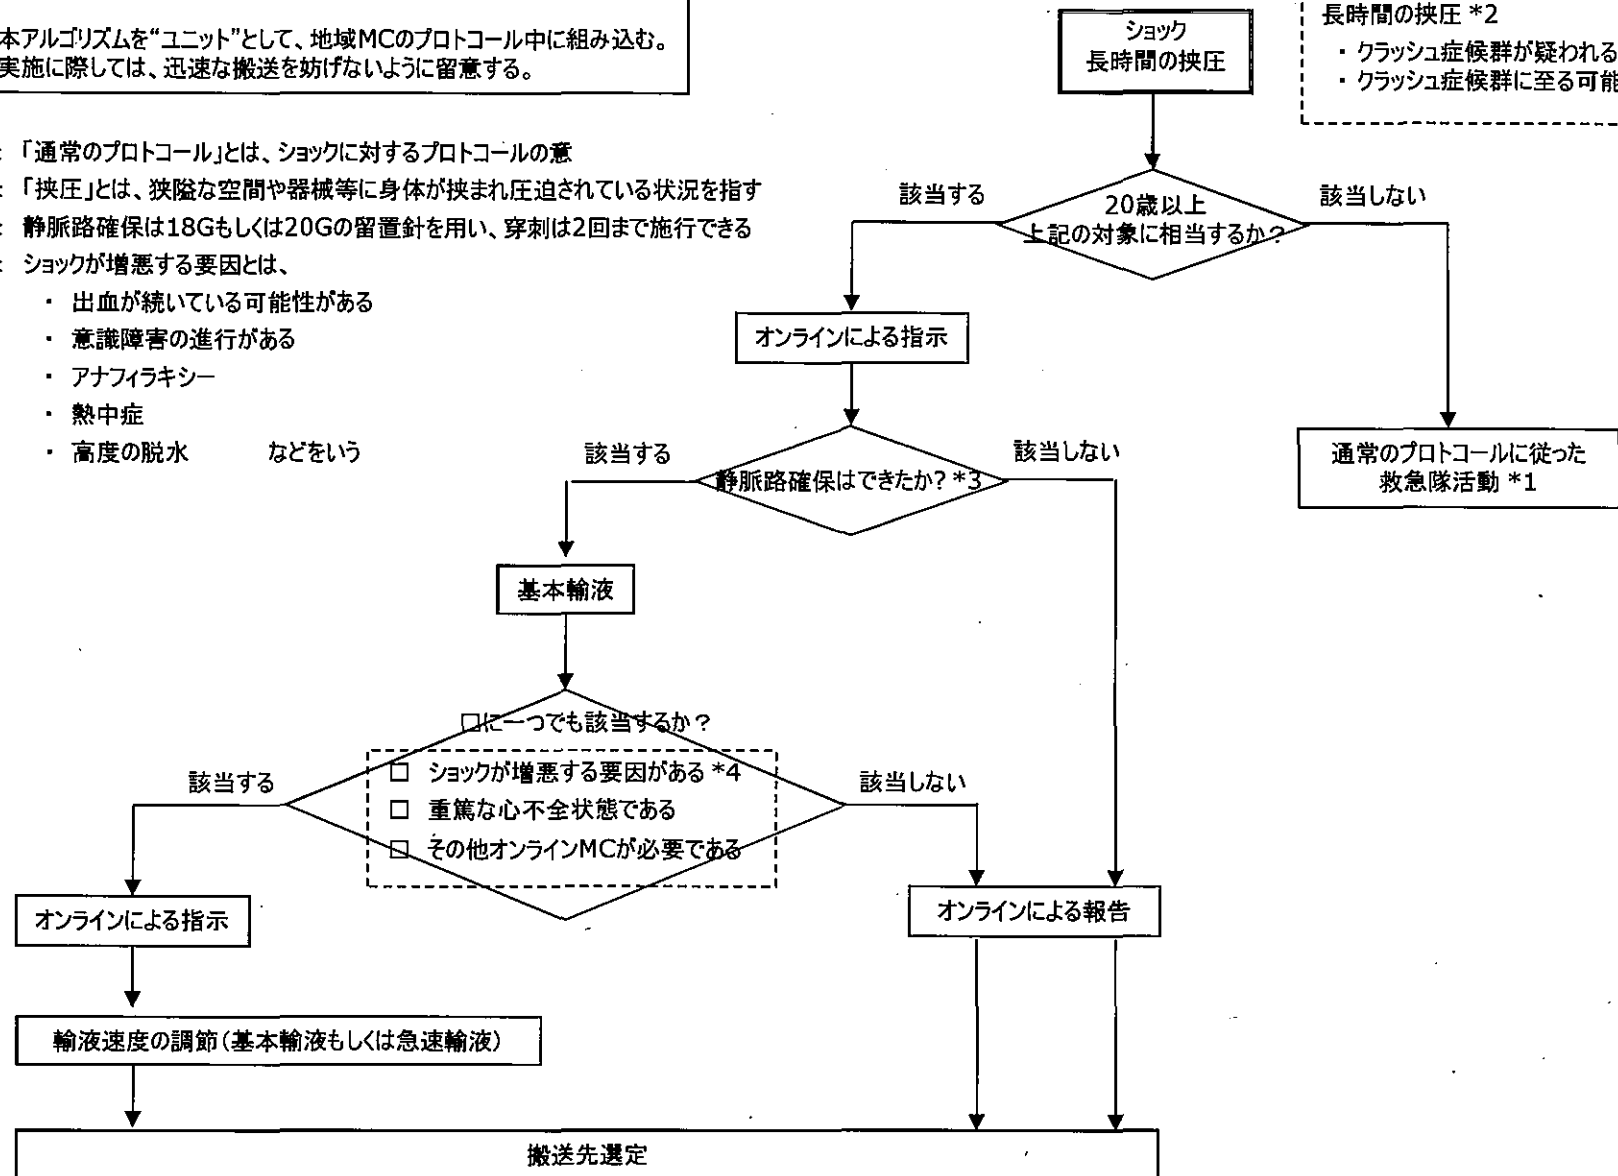 本アルゴリズムを“ユニット”として、地域MCのプロトコール中に組み込む。
実施に際しては、迅速な搬送を妨げないように留意する。
ショック
長時間の挟圧
長時間の挟圧 *2
・ クラッシュ症候群が疑われる
・ クラッシュ症候群に至る可能
: 「通常のプロトコール」とは、ショックに対するプロトコールの意
: 「挟圧」とは、狭隘な空間や器械等に身体が挟まれ圧迫されている状況を指す
: 静脈路確保は18Gもしくは20Gの留置針を用い、穿刺は2回まで施行できる
: ショックが増悪する要因とは、
・ 出血が続いている可能性がある
・ 意識障害の進行がある
・ アナフィラキシー
・ 熱中症
・ 高度の脱水 などをいう
該当する
20歳以上
上記の対象に相当するか?
該当しない
オンラインによる指示
該当する
静脈路確保はできたか? *3
該当しない
通常のプロトコールに従った
救急隊活動 *1
基本輸液
□に一つでも該当するか?
該当する
□ ショックが増悪する要因がある *4
□ 重篤な心不全状態である
□ その他オンラインMCが必要である
該当しない
オンラインによる指示
オンラインによる報告
輸液速度の調節(基本輸液もしくは急速輸液)
搬送先選定